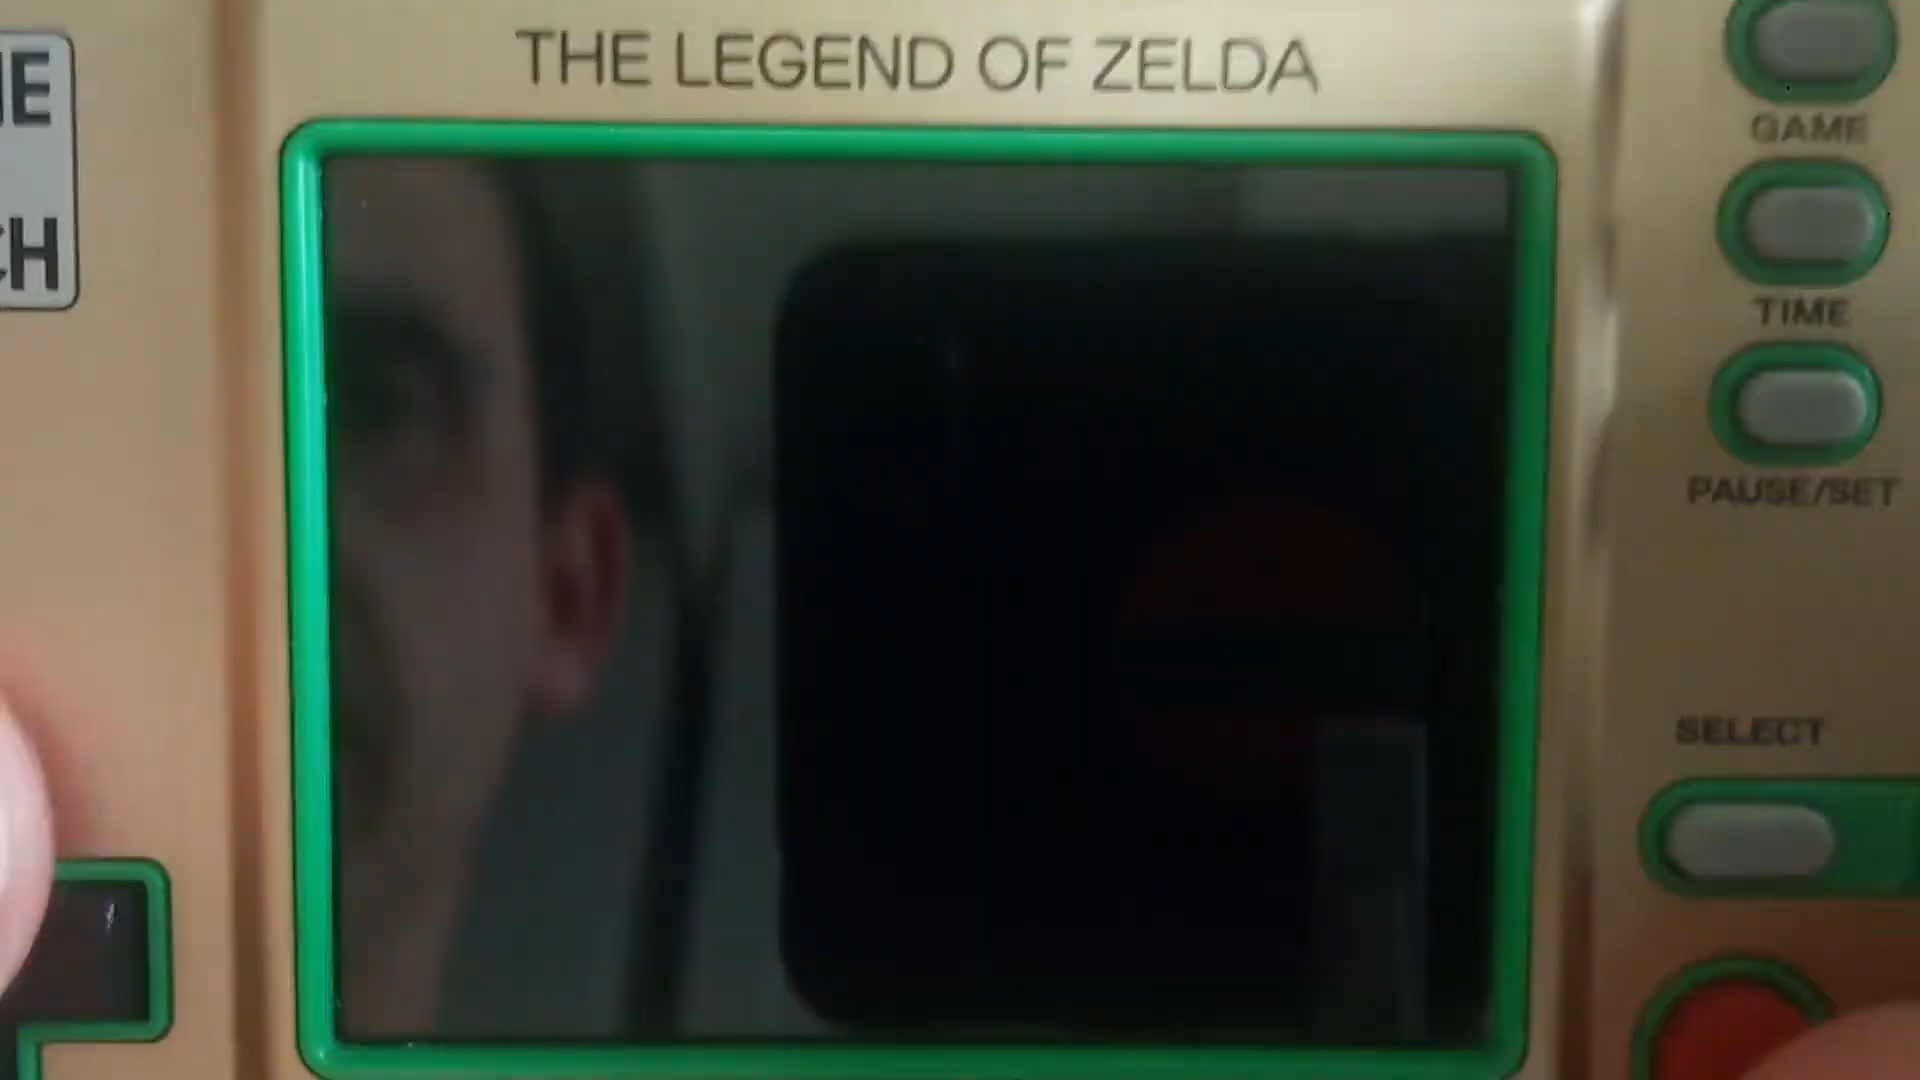 THE LEGEND OF ZELDA
GAME
TIME
PAUSE/SET
SELECT